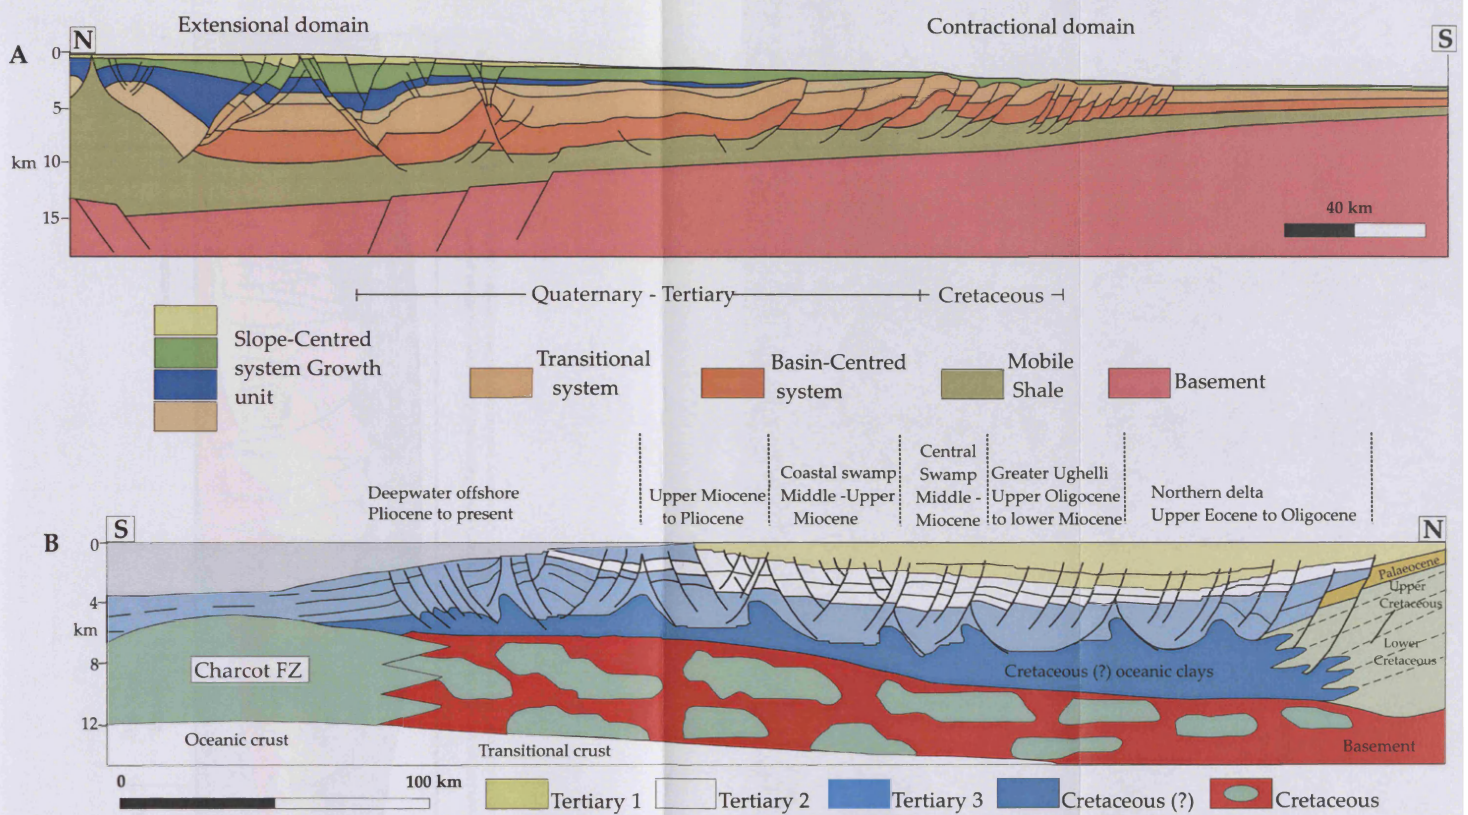 Extensional domain
Contractional domain
A
N
S
0
5
km 10
15
40 km
Quaternary - Tertiary
Cretaceous
Slope-Centred
system Growth
unit
Transitional
system
Basin-Centred
system
Mobile
Shale
Basement
Deepwater offshore
Pliocene to present
Upper Miocene
to Pliocene
Coastal swamp
Middle -Upper
Miocene
Central
Swamp
Middle -
Miocene
Greater Ughelli
Upper Oligocene
to lower Miocene
Northern delta
Upper Eocene to Oligocene
B
S
N
0
4
km
8
12
Palaeocene
Upper
Cretaceous
Lower
Cretaceous
Charcot FZ
Cretaceous (?) oceanic clays
Oceanic crust
Transitional crust
Basement
0
100 km
Tertiary 1
Tertiary 2
Tertiary 3
Cretaceous (?)
Cretaceous